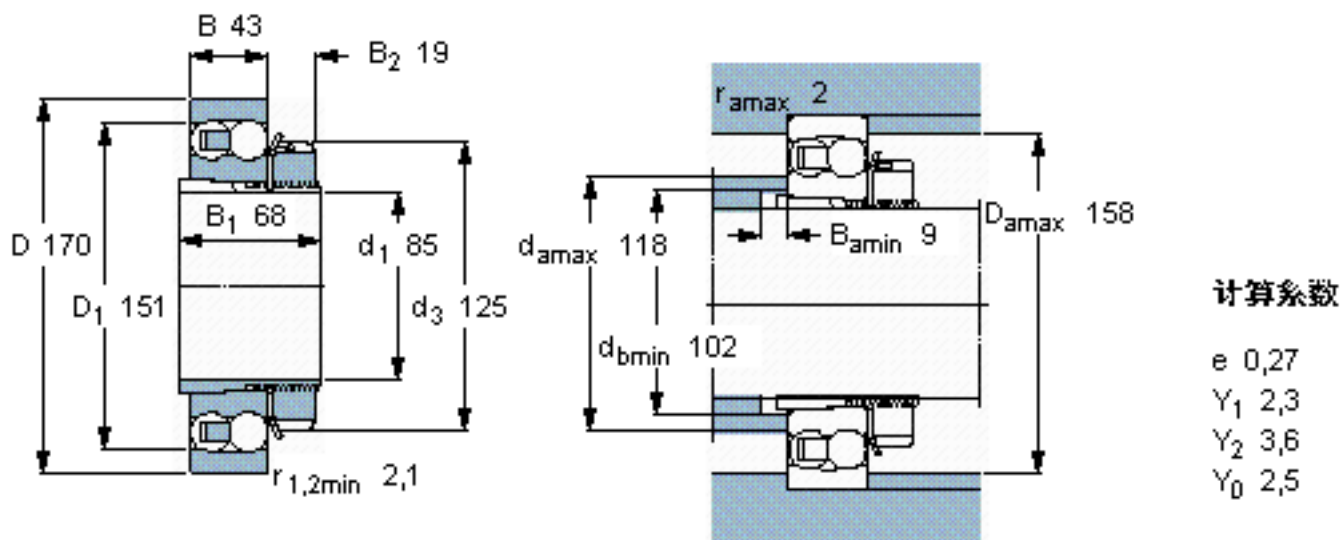 B 43
B2 19
D 170
D1 151
B1 68
d1 85
d3 125
r1,2min 2,1
ramax 2
damax 118
dbmin 102
Bamin 9
Damax 158
计算系数
e 0,27
Y1 2,3
Y2 3,6
Y0 2,5